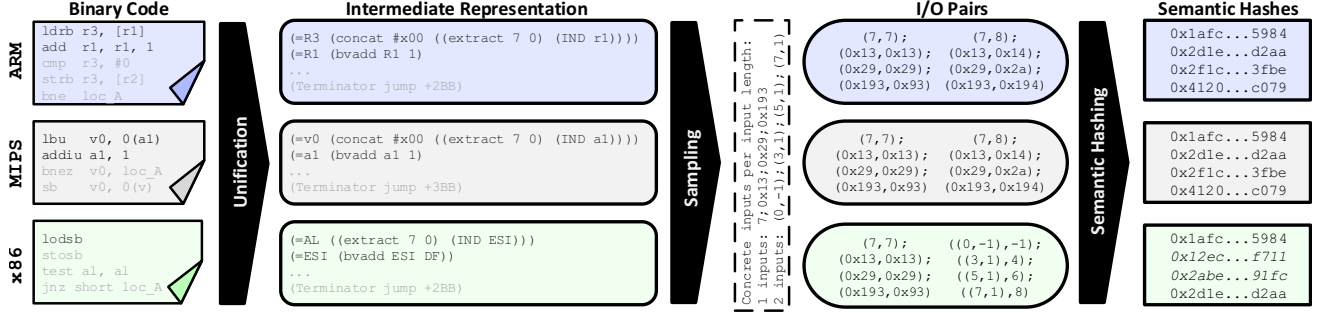 Binary Code
Intermediate Representation
I/O Pairs
Semantic Hashes
ARM
ldrb r3, [r1]
add r1, r1, 1
cmp r3, #0
strb r3, [r2]
bne loc_A
MIPS
lbu v0, 0(a1)
addiu a1, 1
bnez v0, loc_A
sb v0, 0(v)
x86
lodsb
stosb
test al, al
jnz short loc_A
Unification
(=R3 (concat #x00 ((extract 7 0) (IND r1))))
(=R1 (bvadd R1 1)
...
(Terminator jump +2BB)
(=v0 (concat #x00 ((extract 7 0) (IND a1))))
(=a1 (bvadd a1 1)
...
(Terminator jump +3BB)
(=AL ((extract 7 0) (IND ESI)))
(=ESI (bvadd ESI DF))
...
(Terminator jump +2BB)
Sampling
Concrete inputs per input length:
1 inputs: 7;0x13;0x29;0x193
2 inputs: (0,-1);(3,1);(5,1);(7,1)
(7,7); (7,8);
(0x13,0x13); (0x13,0x14);
(0x29,0x29); (0x29,0x2a);
(0x193,0x93) (0x193,0x194)
(7,7); (7,8);
(0x13,0x13); (0x13,0x14);
(0x29,0x29); (0x29,0x2a);
(0x193,0x93) (0x193,0x194)
(7,7); ((0,-1),-1);
(0x13,0x13); ((3,1),4);
(0x29,0x29); ((5,1),6);
(0x193,0x93) ((7,1),8)
Semantic Hashing
0x1afc...5984
0x2d1e...d2aa
0x2f1c...3fbe
0x4120...c079
0x1afc...5984
0x2d1e...d2aa
0x2f1c...3fbe
0x4120...c079
0x1afc...5984
0x12ec...f711
0x2abe...91fc
0x2d1e...d2aa